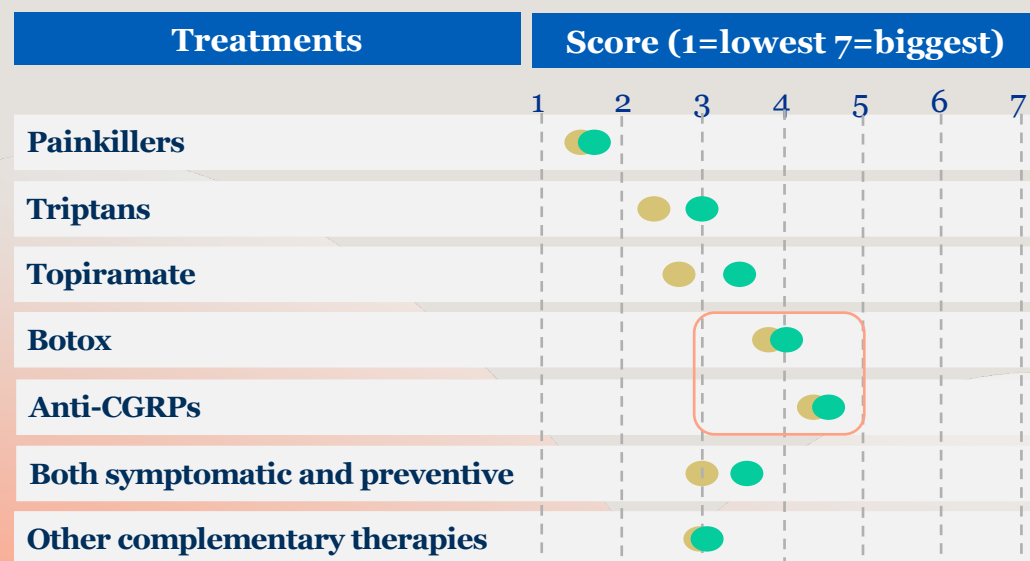 Treatments
Score (1=lowest 7=biggest)
1 2 3 4 5 6 7
Painkillers
Triptans
Topiramate
Botox
Anti-CGRPs
Both symptomatic and preventive
Other complementary therapies